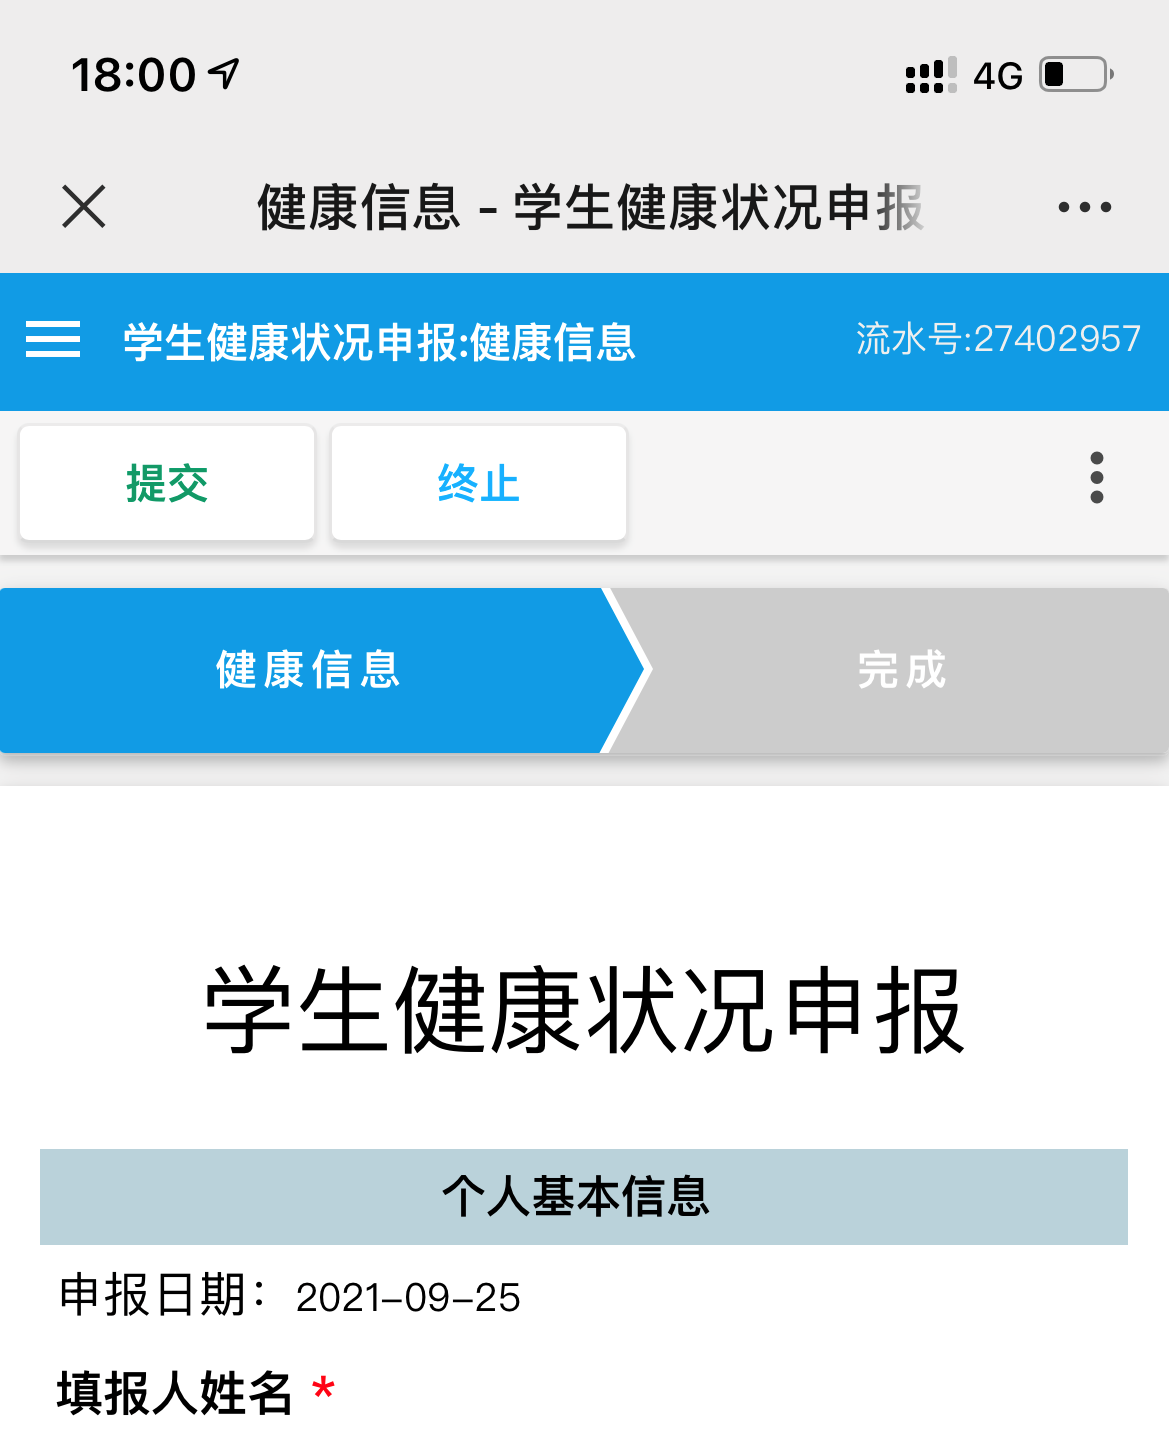 18:00
4G
健康信息 - 学生健康状况申报
学生健康状况申报:健康信息
流水号:27402957
提交
终止
健康信息
完成
学生健康状况申报
个人基本信息
申报日期： 2021-09-25
填报人姓名 *